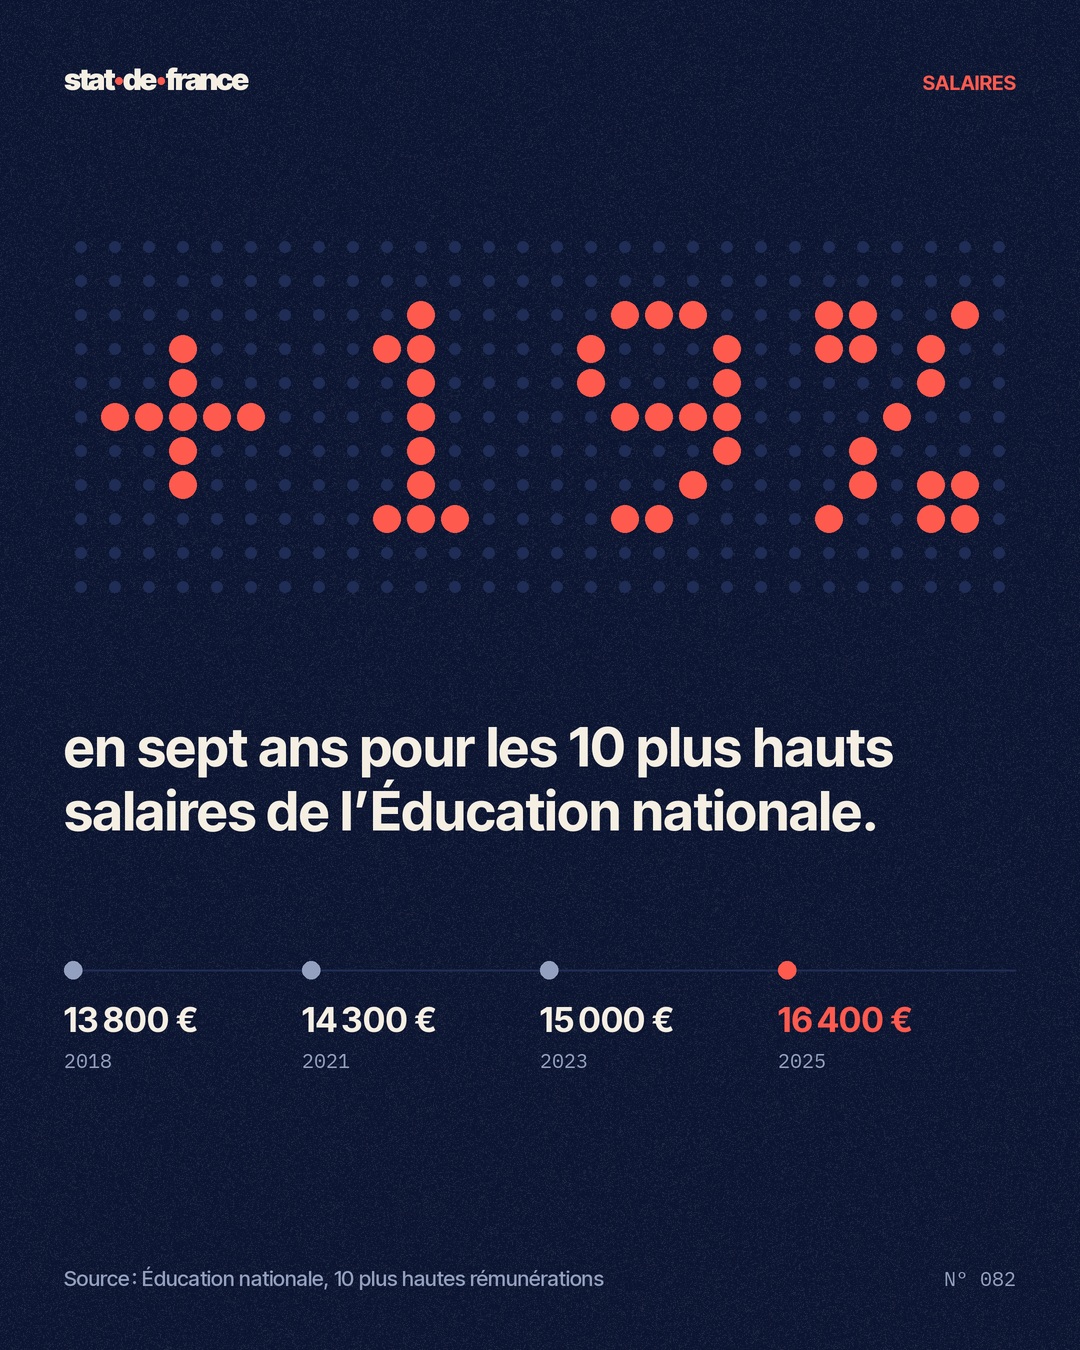 stat•de•france
SALAIRES
+19%
en sept ans pour les 10 plus hauts
salaires de l’Éducation nationale.
13 800 € 14 300 € 15 000 € 16 400 €
2018 2021 2023 2025
Source : Éducation nationale, 10 plus hautes rémunérations
N° 082